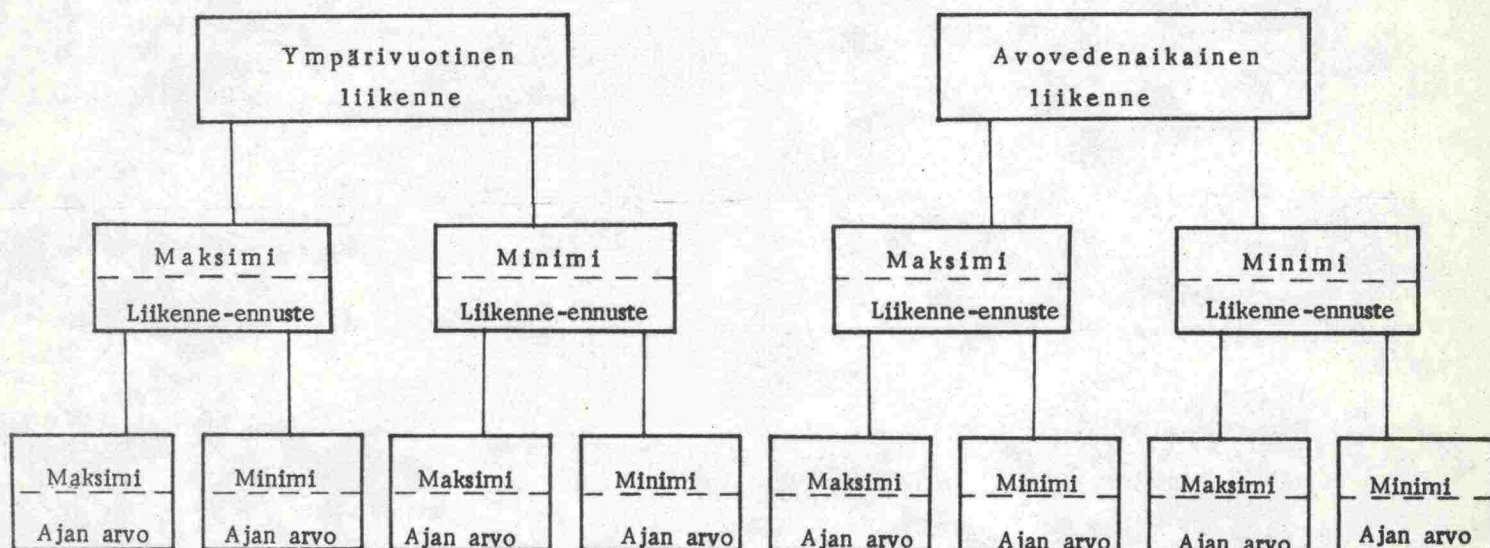 Ympärivuotinen
liikenne
Avovedenaikainen
liikenne
Maksimi
Liikenne-ennuste
Minimi
Liikenne-ennuste
Maksimi
Liikenne-ennuste
Minimi
Liikenne-ennuste
Maksimi
Ajan arvo
Minimi
Ajan arvo
Maksimi
Ajan arvo
Minimi
Ajan arvo
Maksimi
Ajan arvo
Minimi
Ajan arvo
Maksimi
Ajan arvo
Minimi
Ajan arvo